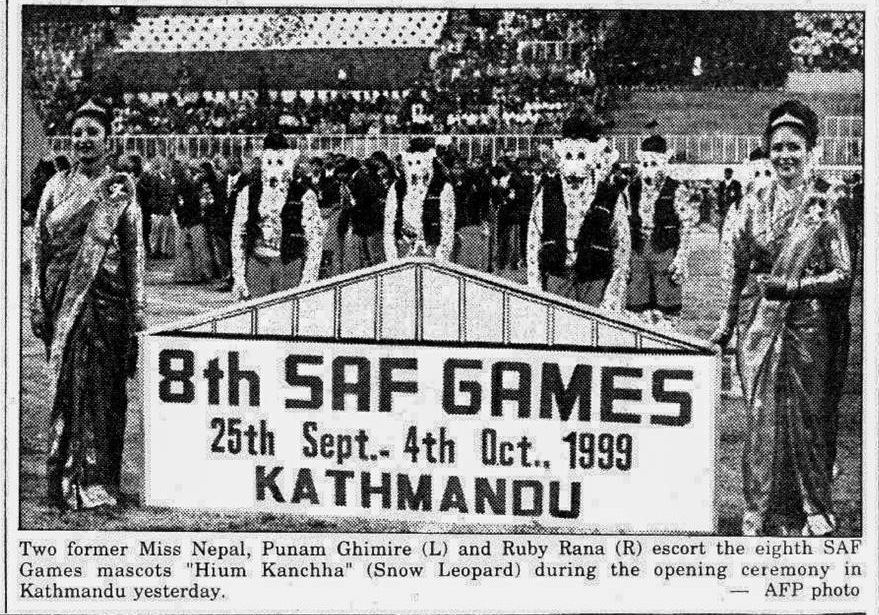 8th SAF GAMES
25th Sept.- 4th Oct.. 1999
KATHMANDU
Two former Miss Nepal, Punam Ghimire (L) and Ruby Rana (R) escort the eighth SAF
Games mascots "Hium Kanchha" (Snow Leopard) during the opening ceremony in
Kathmandu yesterday. — AFP photo